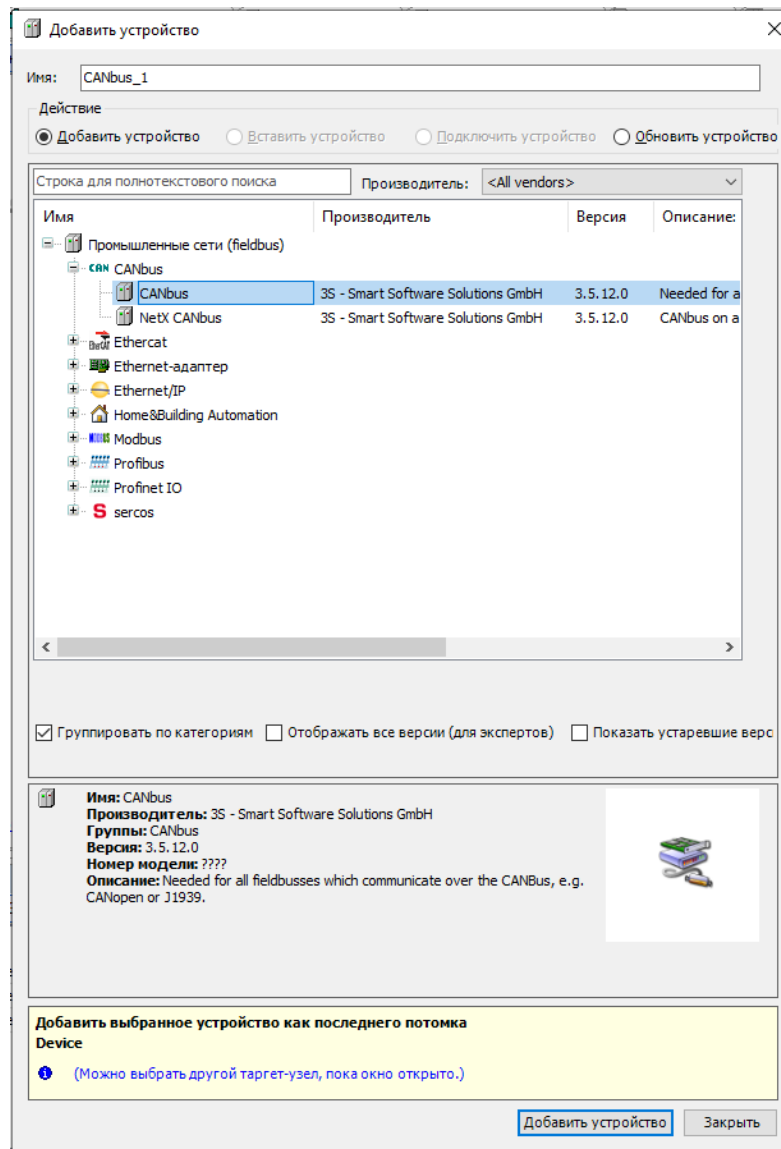 Добавить устройство
Имя: CANbus_1
Действие
Добавить устройство Вставить устройство Подключить устройство Обновить устройство
Строка для полнотекстового поиска Производитель: <All vendors>
Имя Производитель Версия Описание:
Промышленные сети (fieldbus)
CAN CANbus
CANbus 3S - Smart Software Solutions GmbH 3.5.12.0 Needed for a
NetX CANbus 3S - Smart Software Solutions GmbH 3.5.12.0 CANbus on a
Ethercat
Ethernet-адаптер
Ethernet/IP
Home&Building Automation
Modbus
Profibus
Profinet IO
S sercos
Группировать по категориям Отображать все версии (для экспертов) Показать устаревшие верс
Имя: CANbus
Производитель: 3S - Smart Software Solutions GmbH
Группы: CANbus
Версия: 3.5.12.0
Номер модели: ????
Описание: Needed for all fieldbusses which communicate over the CANBus, e.g.
CANopen or J1939.
Добавить выбранное устройство как последнего потомка
Device
(Можно выбрать другой таргет-узел, пока окно открыто.)
Добавить устройство Закрыть